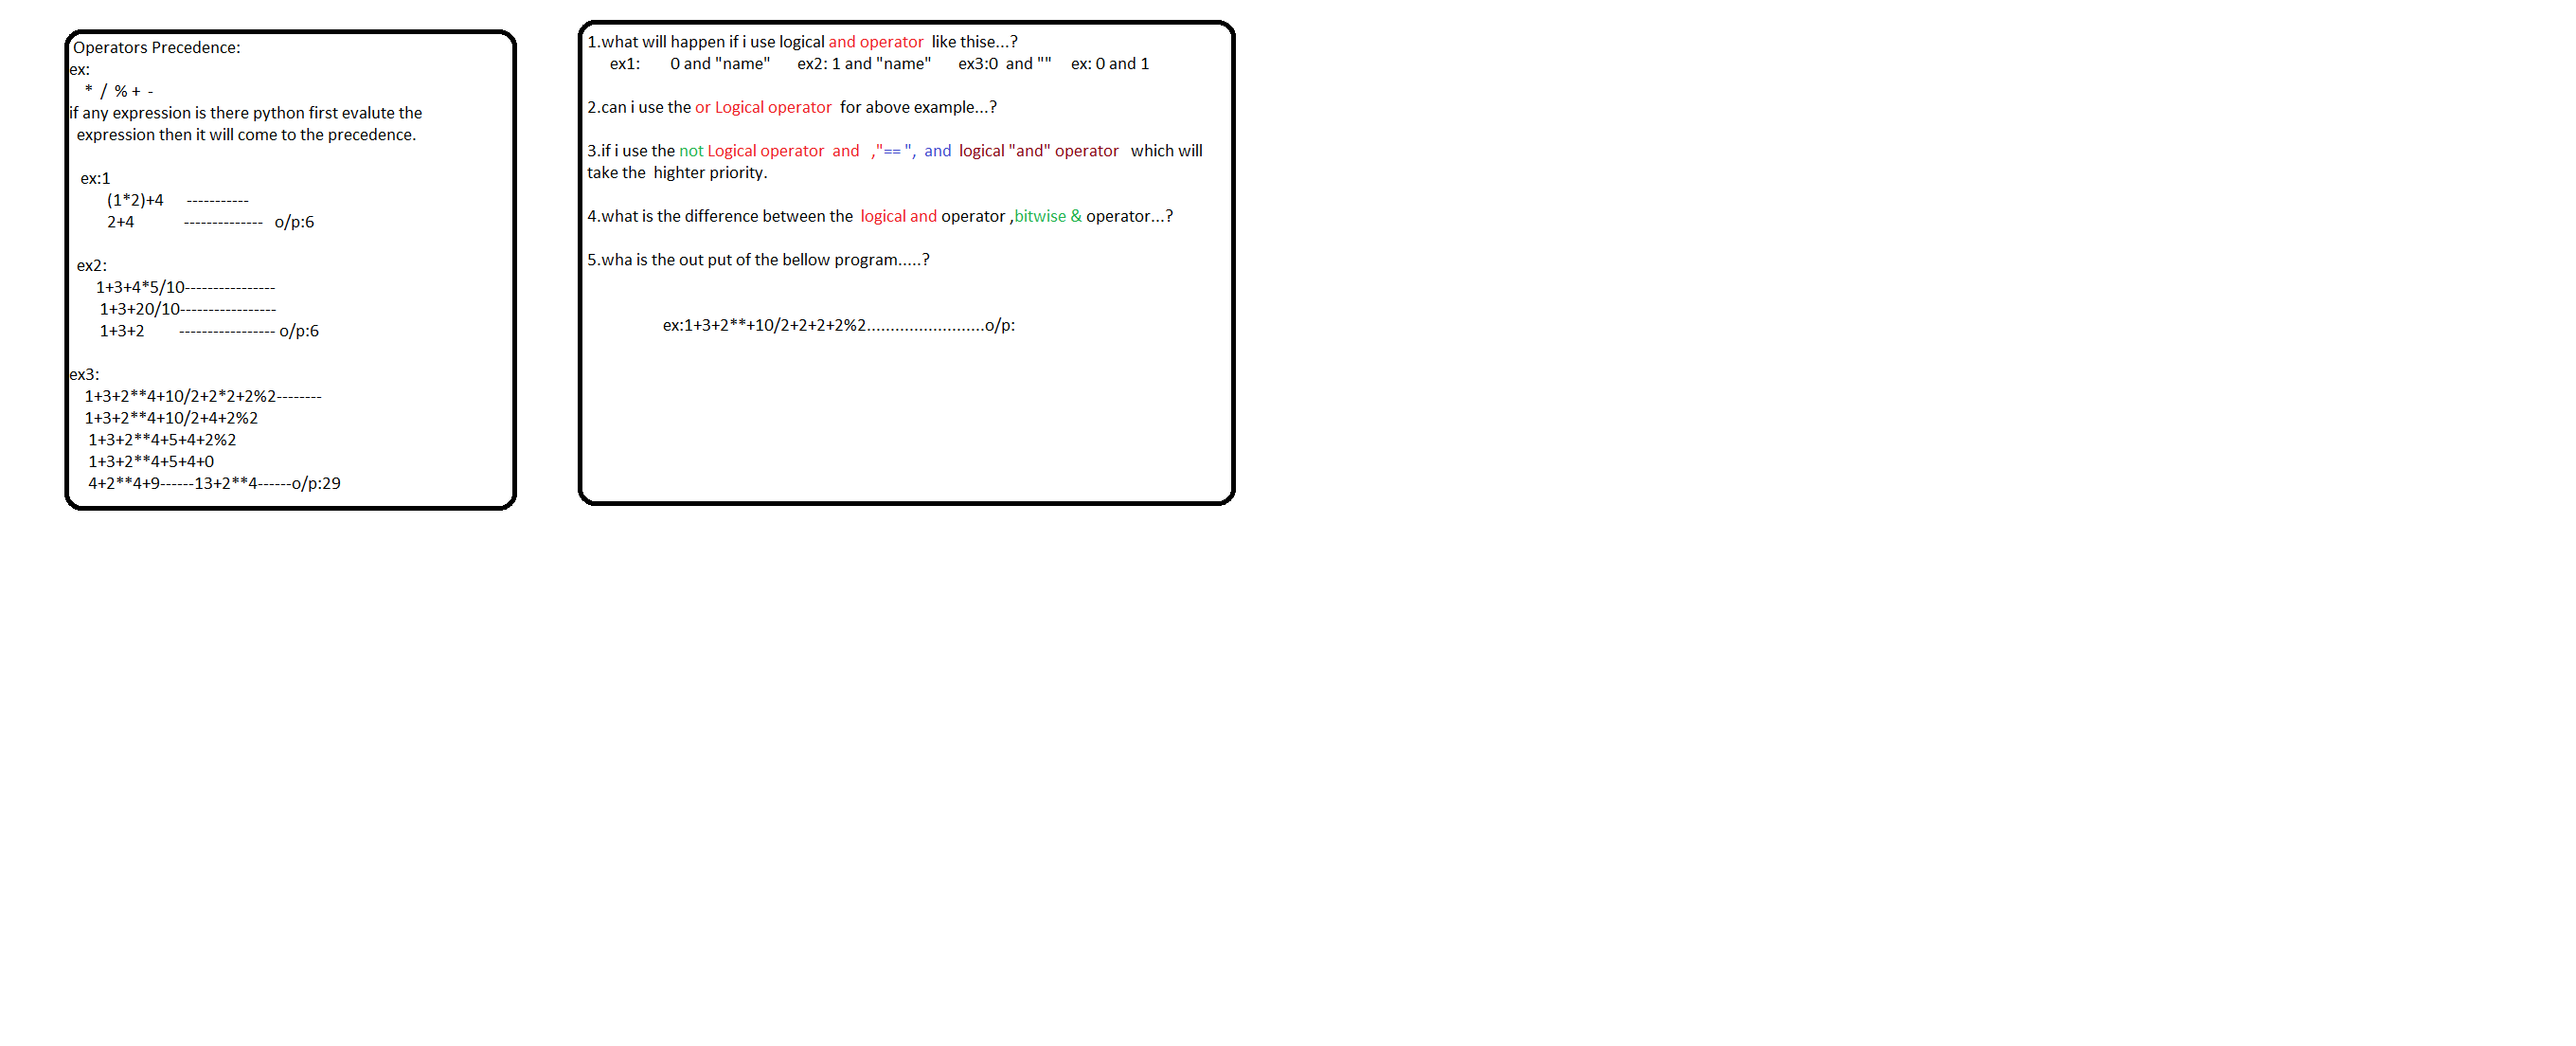 Operators Precedence:
ex:
* / % + -
if any expression is there python first evalute the
expression then it will come to the precedence.
ex:1
(1*2)+4 -----------
2+4 -------------- o/p:6
ex2:
1+3+4*5/10----------------
1+3+20/10-----------------
1+3+2 ----------------- o/p:6
ex3:
1+3+2**4+10/2+2*2+2%2--------
1+3+2**4+10/2+4+2%2
1+3+2**4+5+4+2%2
1+3+2**4+5+4+0
4+2**4+9------13+2**4------o/p:29
1.what will happen if i use logical and operator like thise...?
ex1: 0 and "name" ex2: 1 and "name" ex3:0 and "" ex: 0 and 1
2.can i use the or Logical operator for above example...?
3.if i use the not Logical operator and ,"== ", and logical "and" operator which will
take the highter priority.
4.what is the difference between the logical and operator ,bitwise & operator...?
5.wha is the out put of the bellow program.....?
ex:1+3+2**+10/2+2+2+2%2.........................o/p: